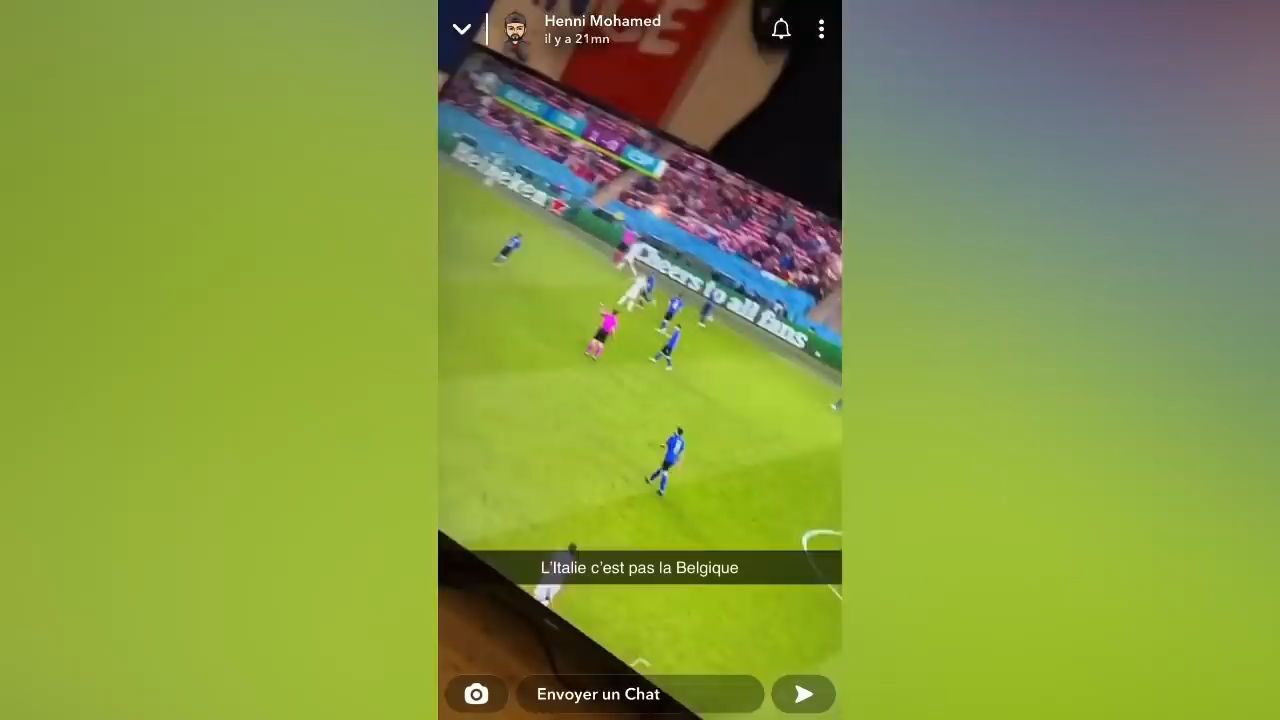 Henni Mohamed
il y a 21mn
Heineken
Cheers to all fans
L'Italie c'est pas la Belgique
Envoyer un Chat